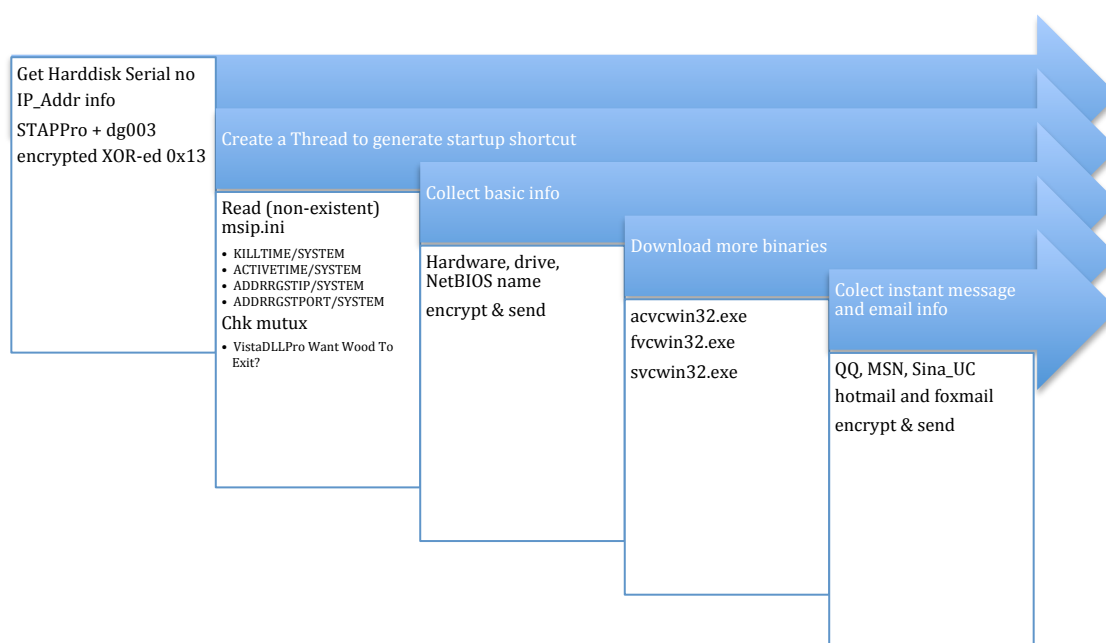 Get Harddisk Serial no
IP_Addr info
STAPPro + dg003
encrypted XOR-ed 0x13
Create a Thread to generate startup shortcut
Read (non-existent)
msip.ini
• KILLTIME/SYSTEM
• ACTIVETIME/SYSTEM
• ADDRRGSTIP/SYSTEM
• ADDRRGSTPORT/SYSTEM
Chk mutux
• VistaDLLPro Want Wood To
Exit?
Collect basic info
Hardware, drive,
NetBIOS name
encrypt & send
Download more binaries
acvcwin32.exe
fvcwin32.exe
svcwin32.exe
Colect instant message
and email info
QQ, MSN, Sina_UC
hotmail and foxmail
encrypt & send